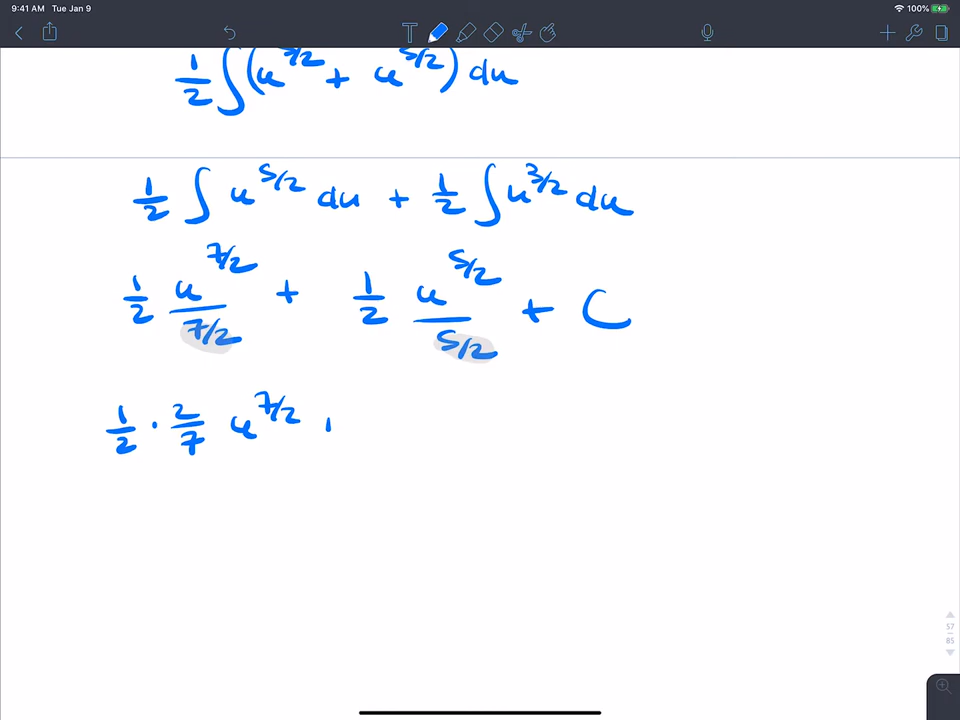 9:41 AM Tue Jan 9
100%
T
1/2 ∫(u^
+ u^5/2) du
1/2 ∫ u^5/2 du + 1/2 ∫ u^3/2 du
1/2 u^7/2 / 7/2 + 1/2 u^5/2 / 5/2 + C
1/2 · 2/7 u^7/2
57
85